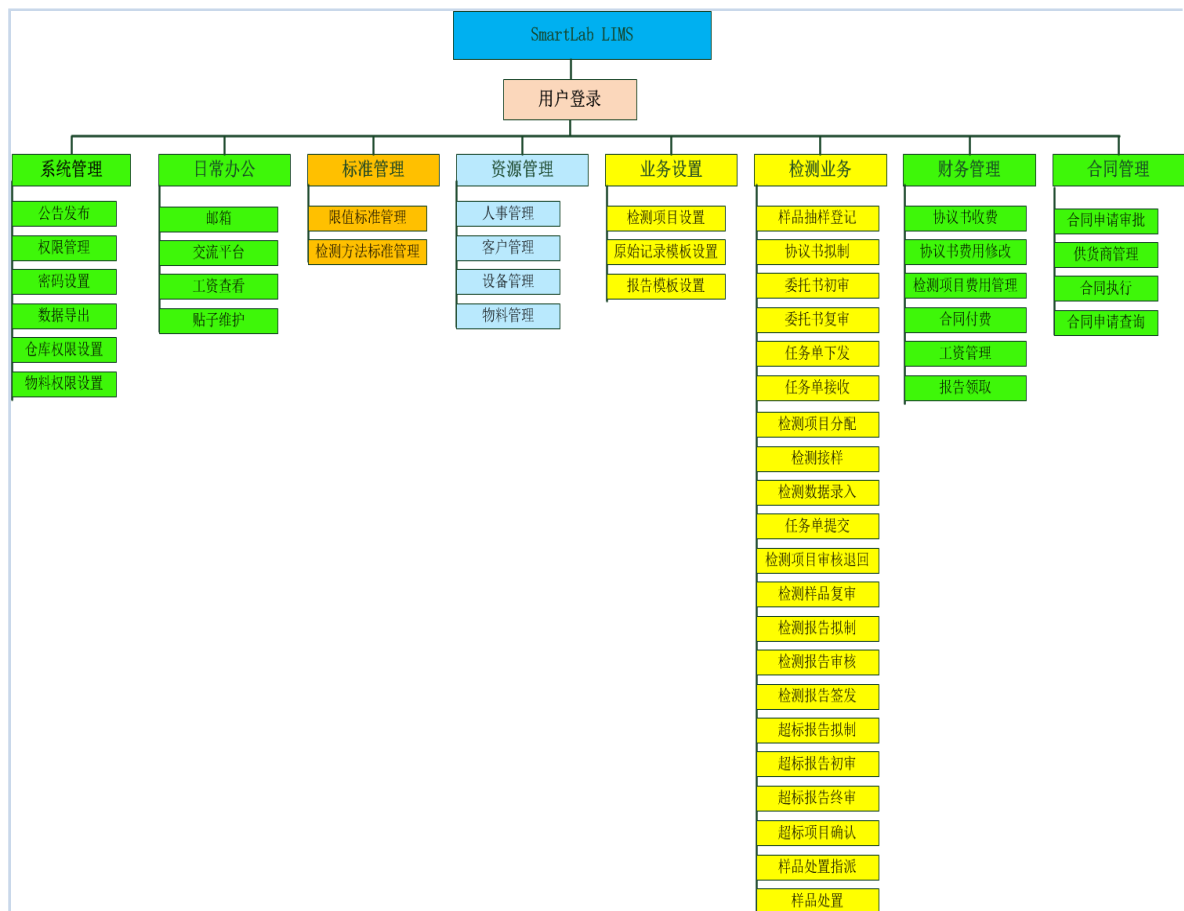 SmartLab LIMS
用户登录
系统管理
公告发布
权限管理
密码设置
数据导出
仓库权限设置
物料权限设置
日常办公
邮箱
交流平台
工资查看
贴子维护
标准管理
限值标准管理
检测方法标准管理
资源管理
人事管理
客户管理
设备管理
物料管理
业务设置
检测项目设置
原始记录模板设置
报告模板设置
检测业务
样品抽样登记
协议书拟制
委托书初审
委托书复审
任务单下发
任务单接收
检测项目分配
检测接样
检测数据录入
任务单提交
检测项目审核退回
检测样品复审
检测报告拟制
检测报告审核
检测报告签发
超标报告拟制
超标报告初审
超标报告终审
超标项目确认
样品处置指派
样品处置
财务管理
协议书收费
协议书费用修改
检测项目费用管理
合同付费
工资管理
报告领取
合同管理
合同申请审批
供货商管理
合同执行
合同申请查询